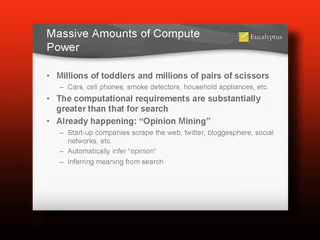 Massive Amounts of Compute
Power
Eucalyptus
• Millions of toddlers and millions of pairs of scissors
– Cars, cell phones, smoke detectors, household appliances, etc.
• The computational requirements are substantially
greater than that for search
• Already happening: “Opinion Mining”
– Start-up companies scrape the web, twitter, bloggesphere, social
networks, etc.
– Automatically infer “opinion”
– Inferring meaning from search